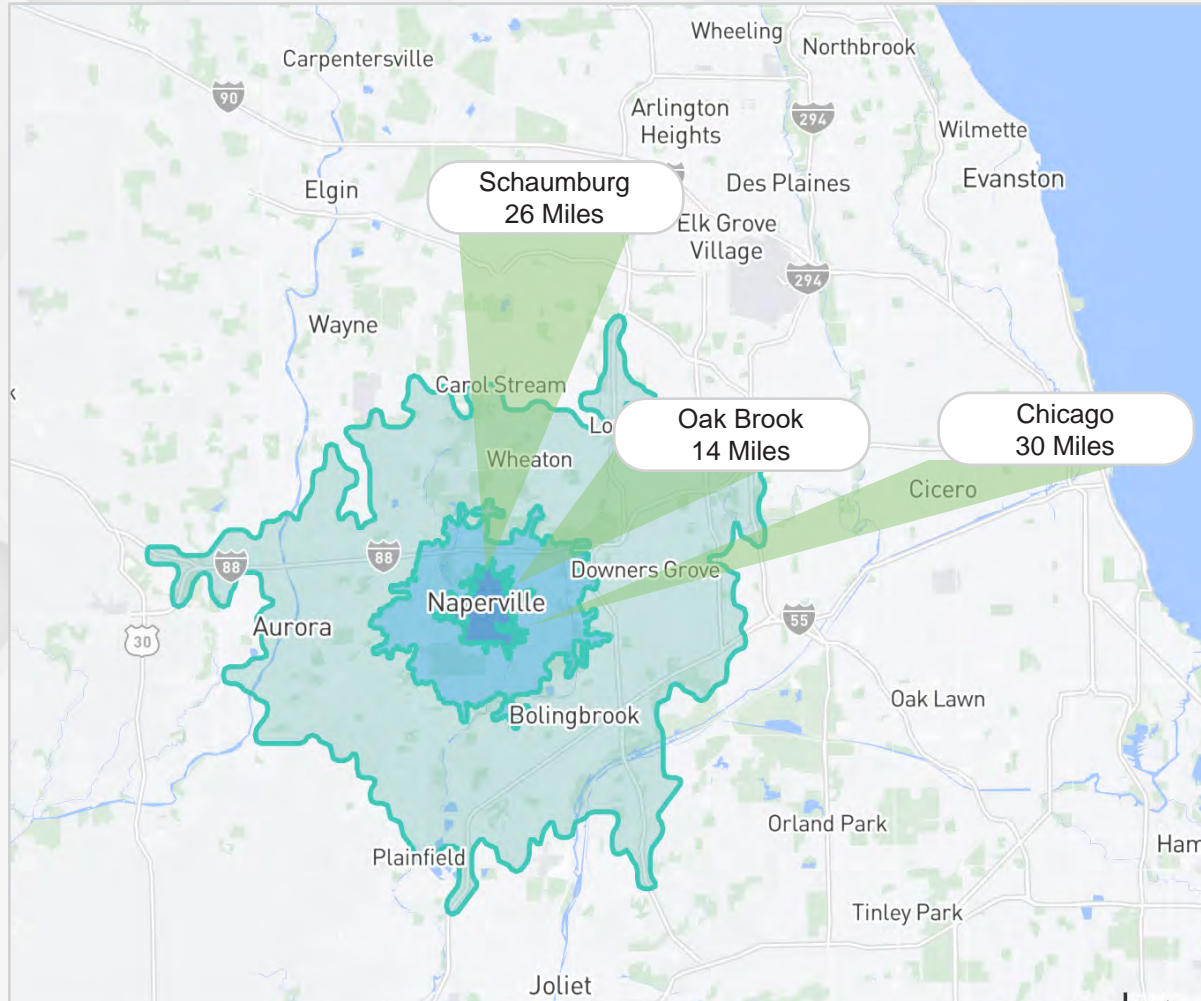 Wheeling
Northbrook
Carpentersville
90
Arlington
Heights
294
Wilmette
Evanston
Schaumburg
26 Miles
Des Plaines
Elgin
Elk Grove
Village
294
Wayne
Carol Stream
Oak Brook
14 Miles
Chicago
30 Miles
Wheaton
Cicero
88
88
Downers Grove
Naperville
30
Aurora
55
Oak Lawn
Bolingbrook
Orland Park
Plainfield
Tinley Park
Joliet